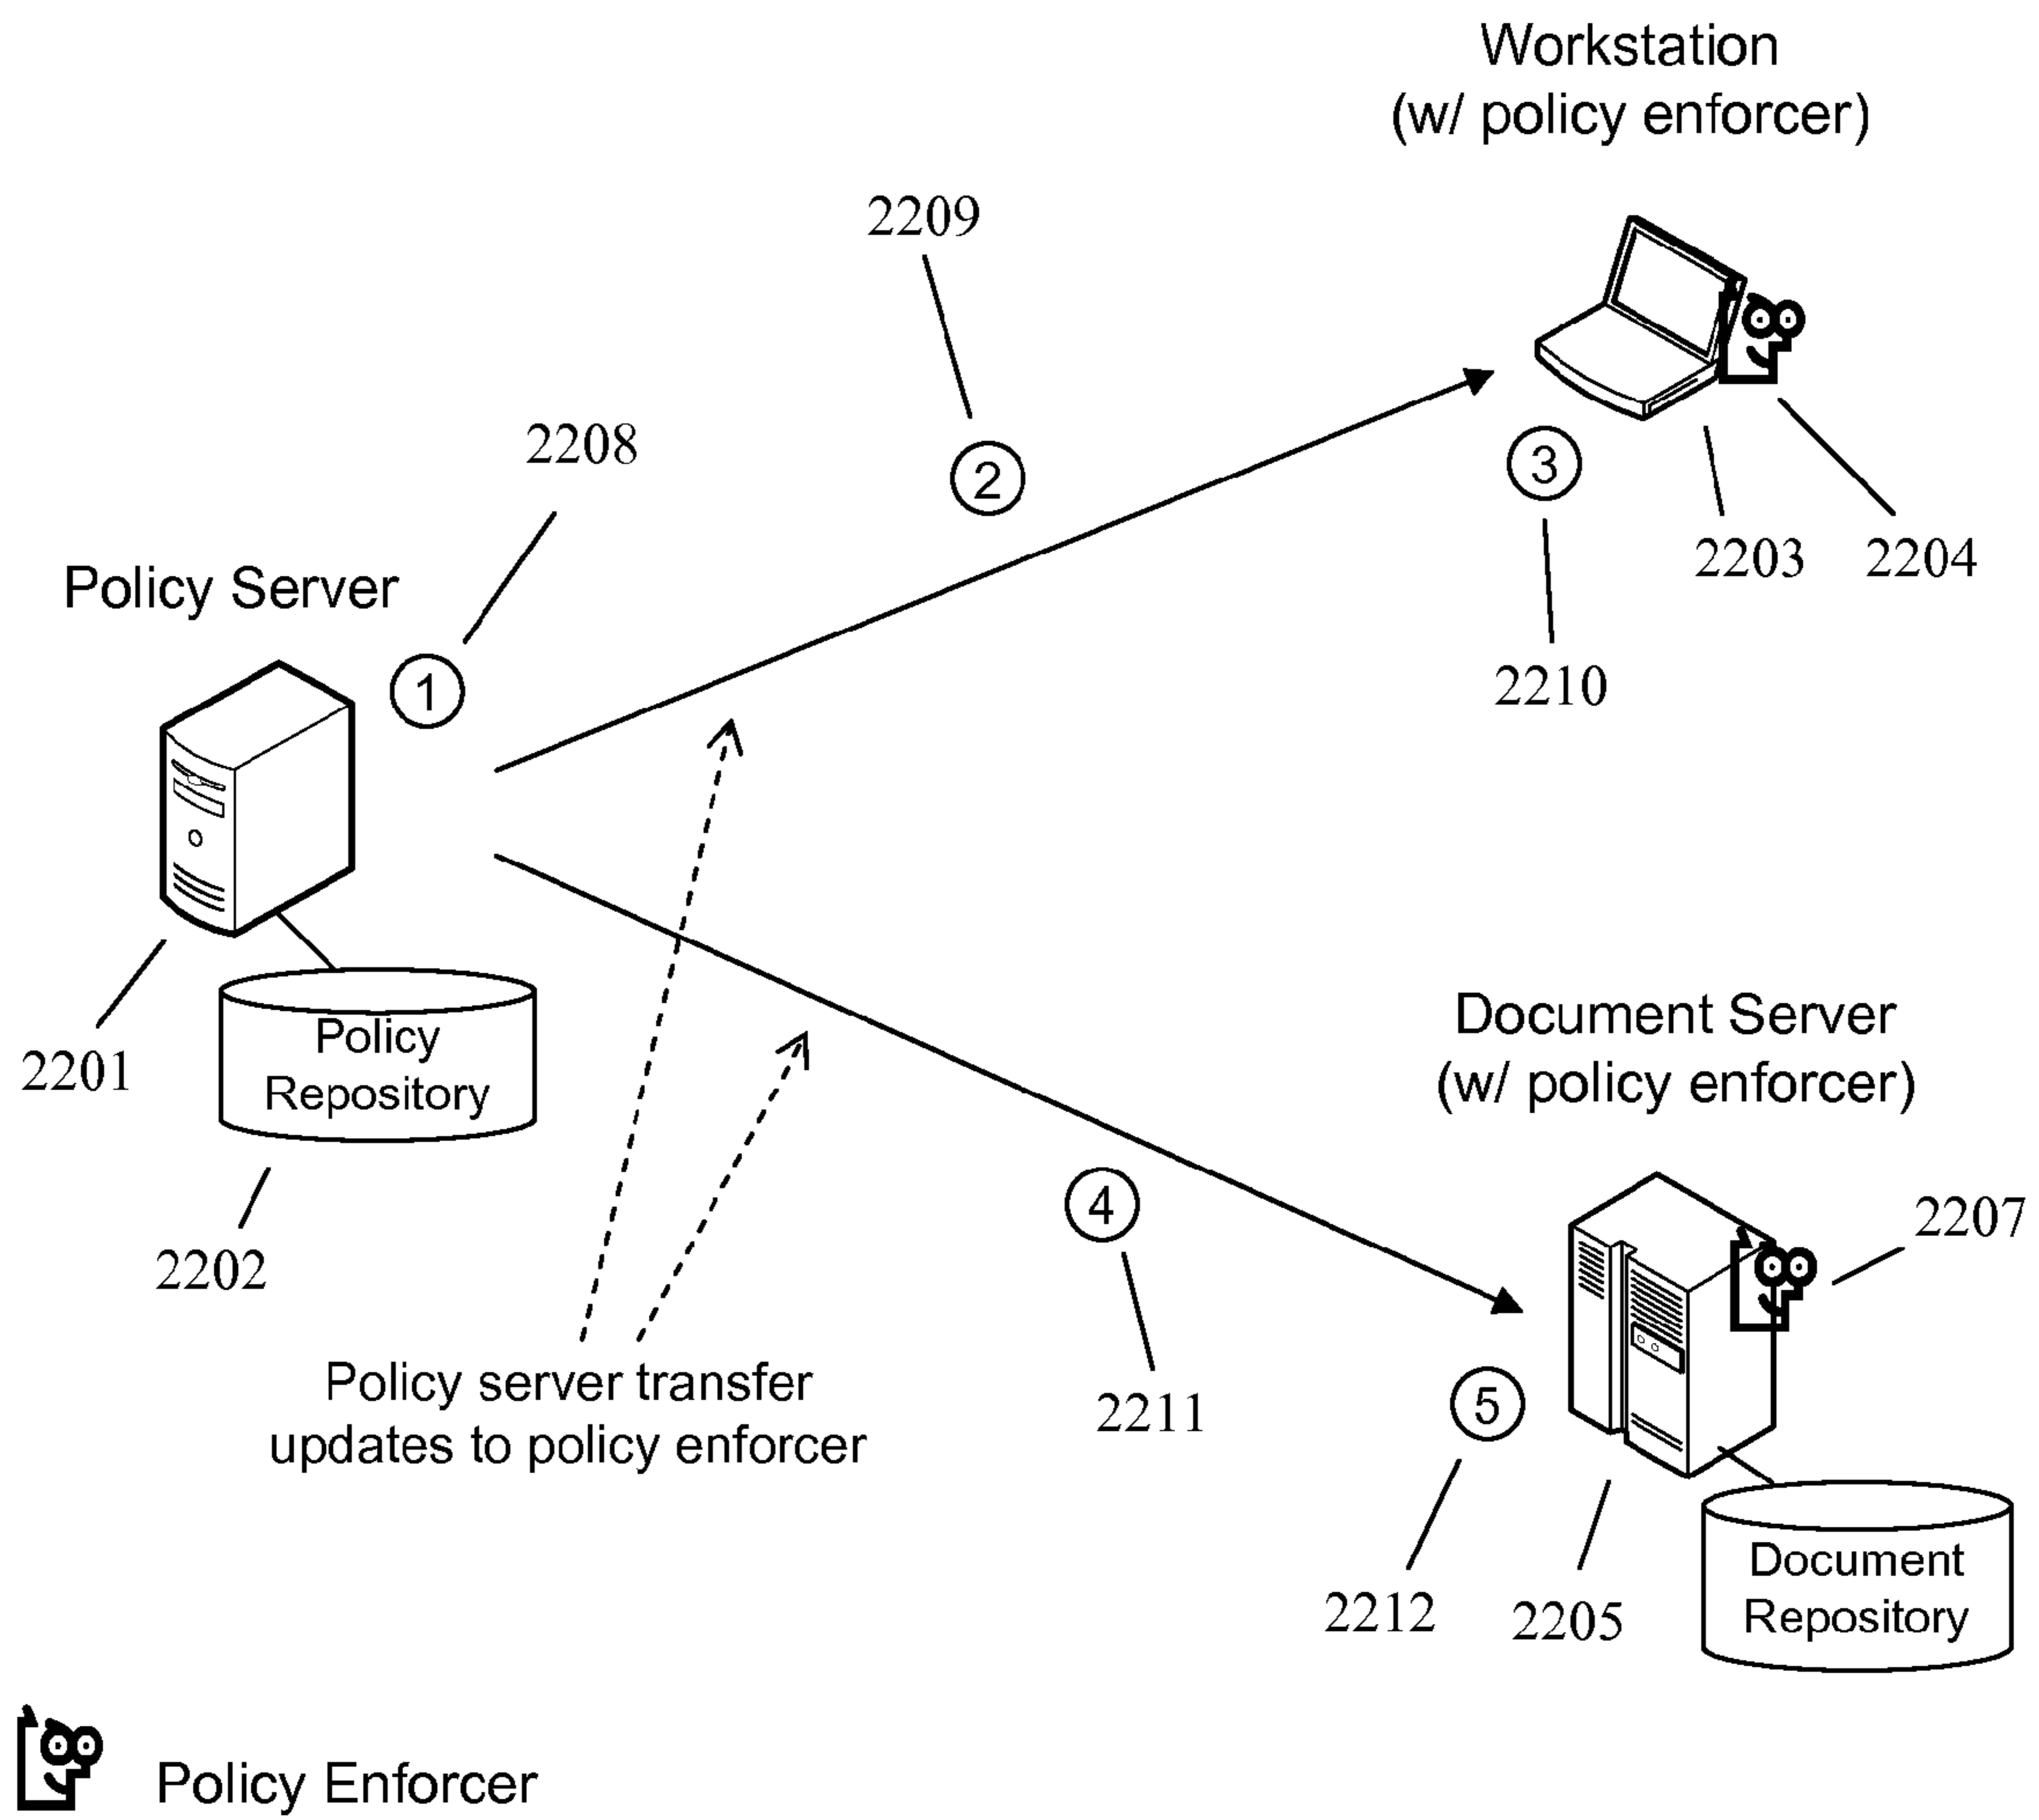 Workstation
(w/ policy enforcer)
2209
2208
2
3
2203
2204
Policy Server
1
2210
2201
Policy
Repository
2202
Document Server
(w/ policy enforcer)
4
2207
Policy server transfer
updates to policy enforcer
2211
5
2212
2205
Document
Repository
Policy Enforcer